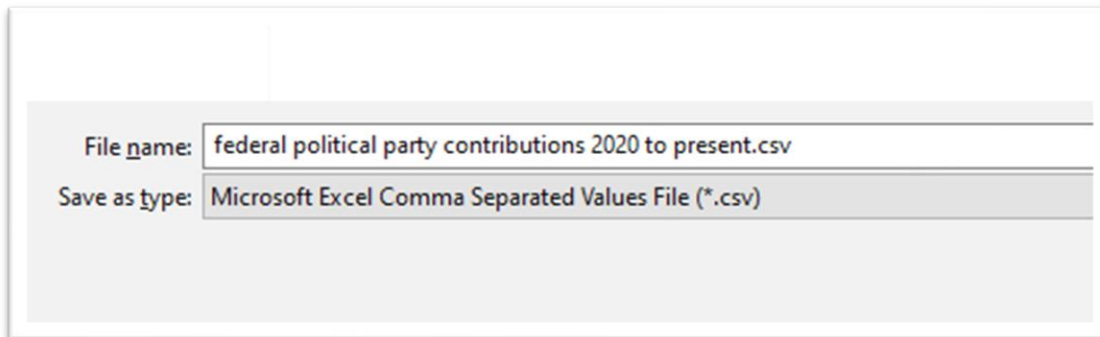 File name: federal political party contributions 2020 to present.csv
Save as type: Microsoft Excel Comma Separated Values File (*.csv)